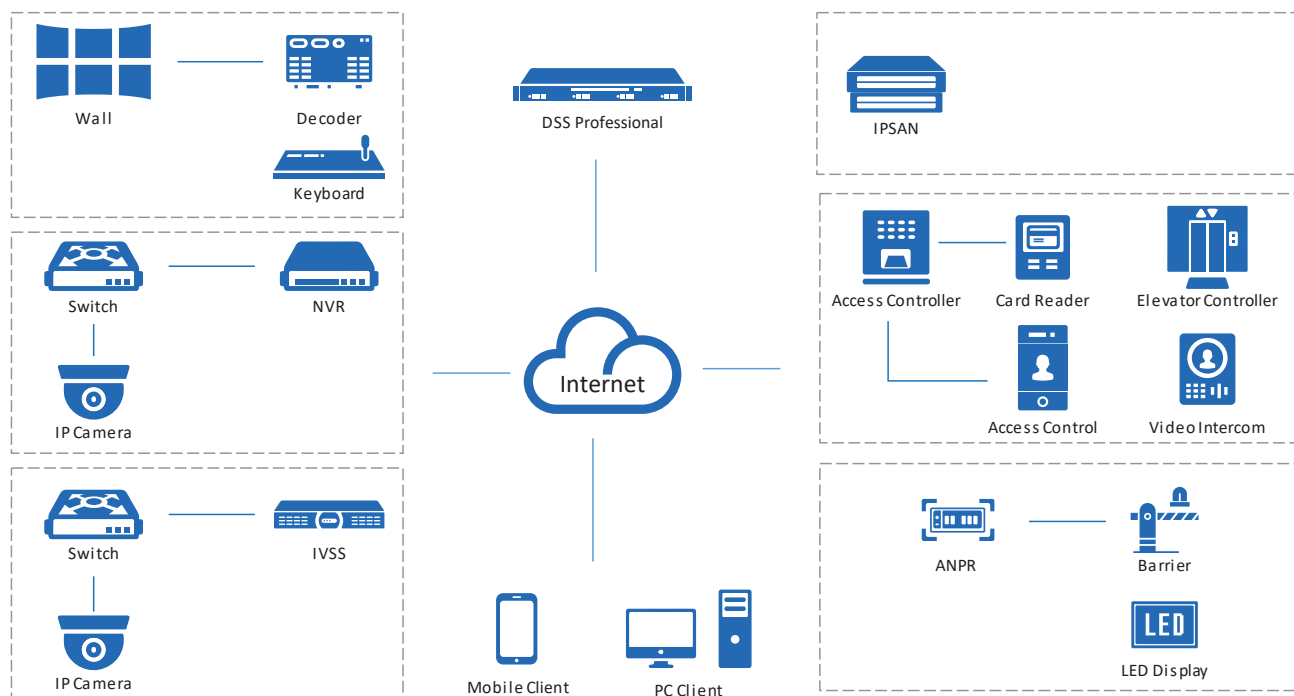 Wall
Decoder
Keyboard
Switch
NVR
IP Camera
Switch
IVSS
IP Camera
DSS Professional
Internet
Mobile Client
PC Client
IPSAN
Access Controller
Card Reader
Elevator Controller
Access Control
Video Intercom
ANPR
Barrier
LED
LED Display